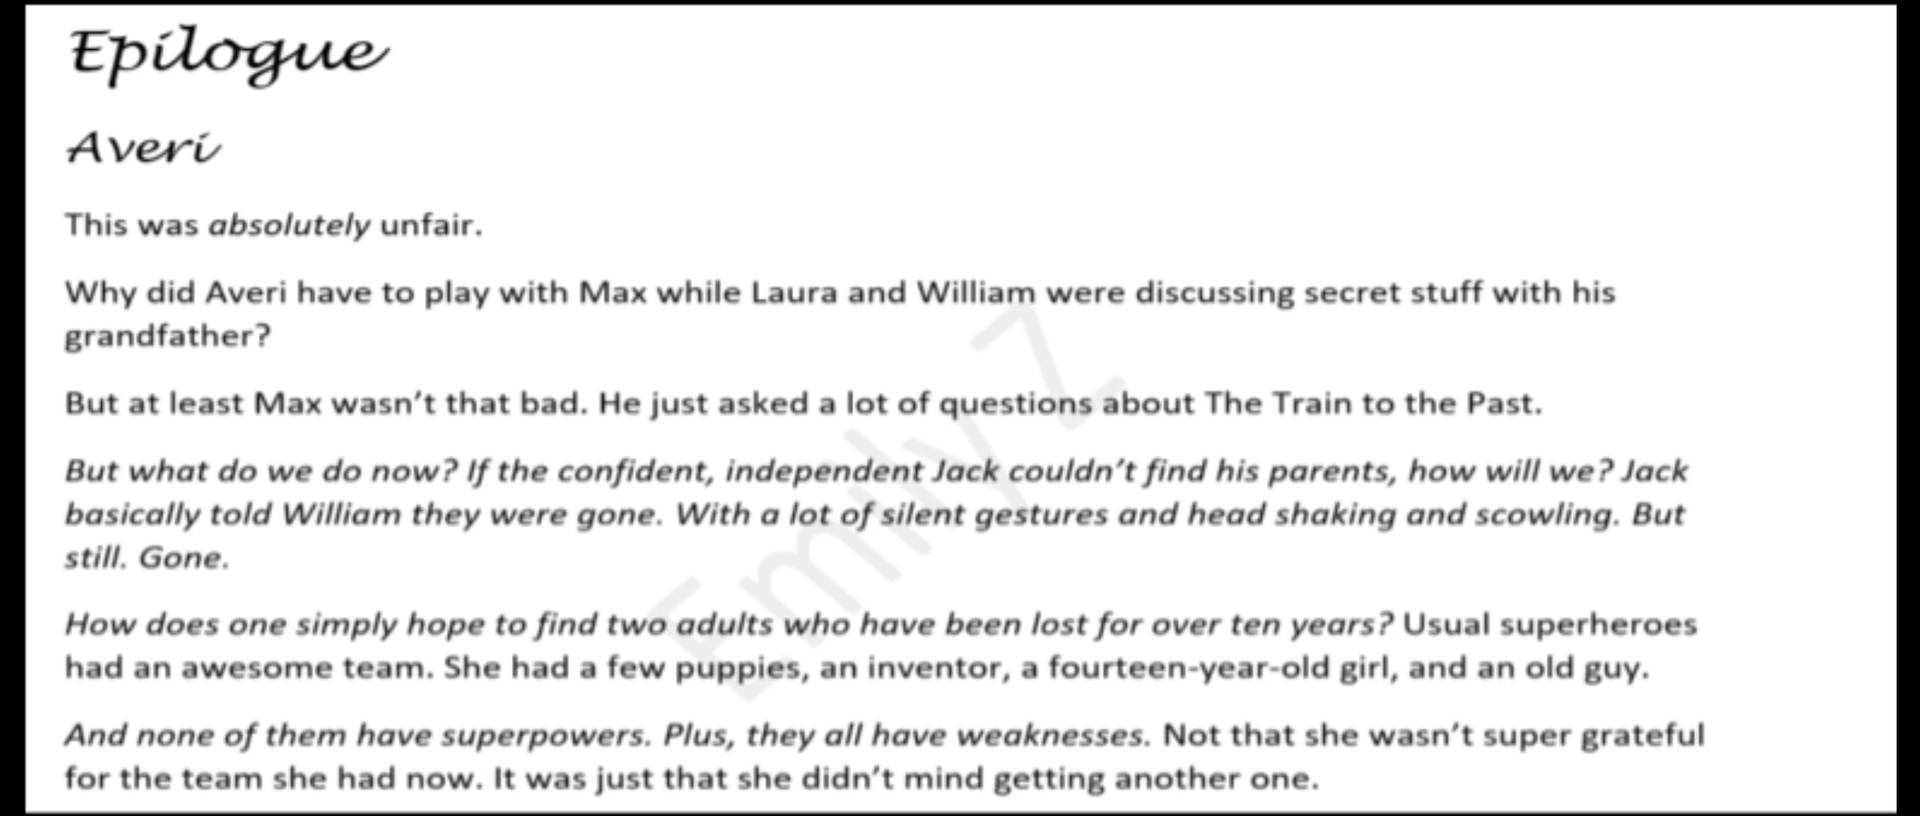 Epilogue
Averi
This was absolutely unfair.
Why did Averi have to play with Max while Laura and William were discussing secret stuff with his
grandfather?
But at least Max wasn’t that bad. He just asked a lot of questions about The Train to the Past.
But what do we do now? If the confident, independent Jack couldn’t find his parents, how will we? Jack
basically told William they were gone. With a lot of silent gestures and head shaking and scowling. But
still. Gone.
How does one simply hope to find two adults who have been lost for over ten years? Usual superheroes
had an awesome team. She had a few puppies, an inventor, a fourteen-year-old girl, and an old guy.
And none of them have superpowers. Plus, they all have weaknesses. Not that she wasn’t super grateful
for the team she had now. It was just that she didn’t mind getting another one.
Emily Z